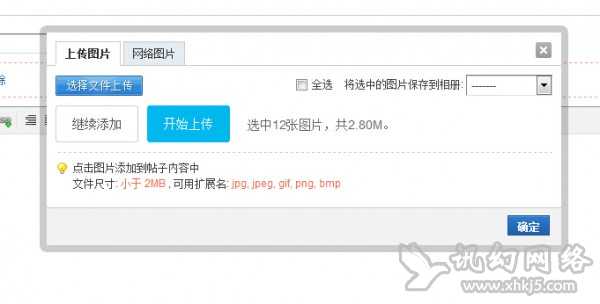 上传图片 网络图片
选择文件上传 全选 将选中的图片保存到相册: --------
继续添加 开始上传 选中12张图片，共2.80M。
点击图片添加到帖子内容中
文件尺寸: 小于 2MB , 可用扩展名: jpg, jpeg, gif, png, bmp
确定
讯幻网络
www.xhkj5.com